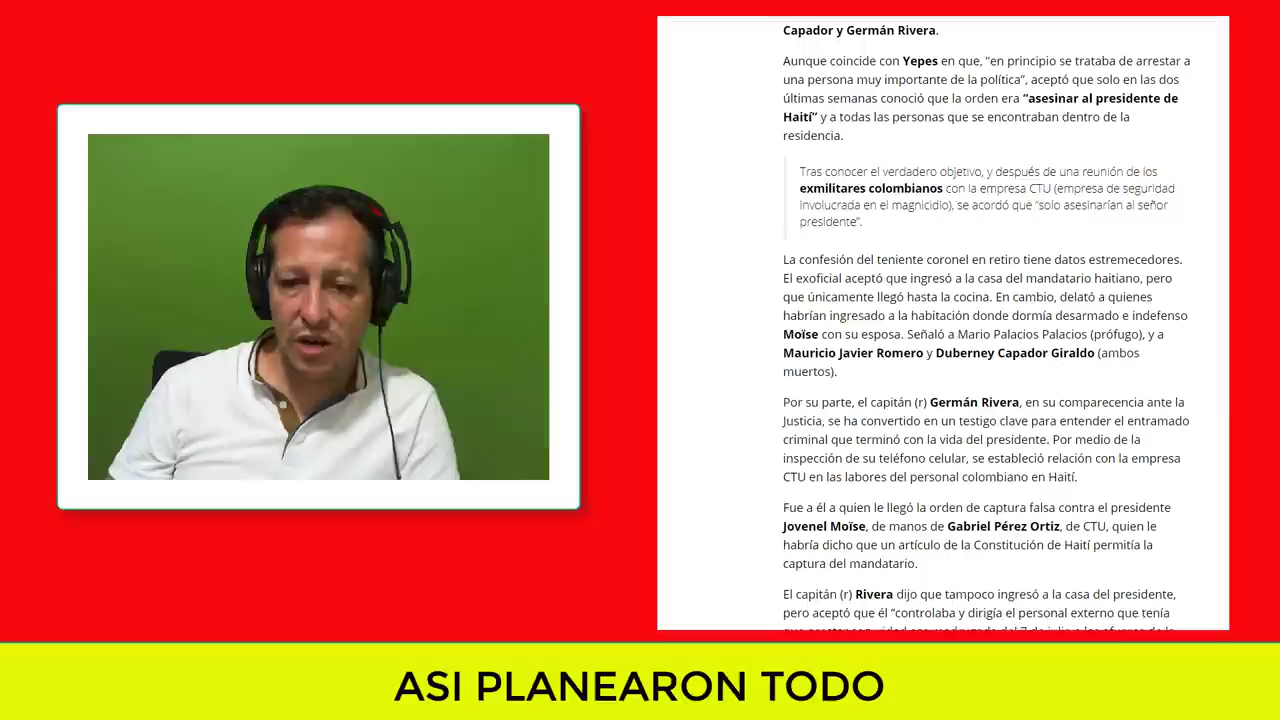 Capador y Germán Rivera.
Aunque coincide con Yepes en que, “en principio se trataba de arrestar a
una persona muy importante de la política”, aceptó que solo en las dos
últimas semanas conoció que la orden era “asesinar al presidente de
Haití” y a todas las personas que se encontraban dentro de la
residencia.
Tras conocer el verdadero objetivo, y después de una reunión de los
exmilitares colombianos con la empresa CTU (empresa de seguridad
involucrada en el magnicidio), se acordó que “solo asesinarían al señor
presidente”.
La confesión del teniente coronel en retiro tiene datos estremecedores.
El exoficial aceptó que ingresó a la casa del mandatario haitiano, pero
que únicamente llegó hasta la cocina. En cambio, delató a quienes
habrían ingresado a la habitación donde dormía desarmado e indefenso
Moïse con su esposa. Señaló a Mario Palacios Palacios (prófugo), y a
Mauricio Javier Romero y Duberney Capador Giraldo (ambos
muertos).
Por su parte, el capitán (r) Germán Rivera, en su comparecencia ante la
Justicia, se ha convertido en un testigo clave para entender el entramado
criminal que terminó con la vida del presidente. Por medio de la
inspección de su teléfono celular, se estableció relación con la empresa
CTU en las labores del personal colombiano en Haití.
Fue a él a quien le llegó la orden de captura falsa contra el presidente
Jovenel Moïse, de manos de Gabriel Pérez Ortiz, de CTU, quien le
habría dicho que un artículo de la Constitución de Haití permitía la
captura del mandatario.
El capitán (r) Rivera dijo que tampoco ingresó a la casa del presidente,
pero aceptó que él “controlaba y dirigía el personal externo que tenía
ASI PLANEARON TODO